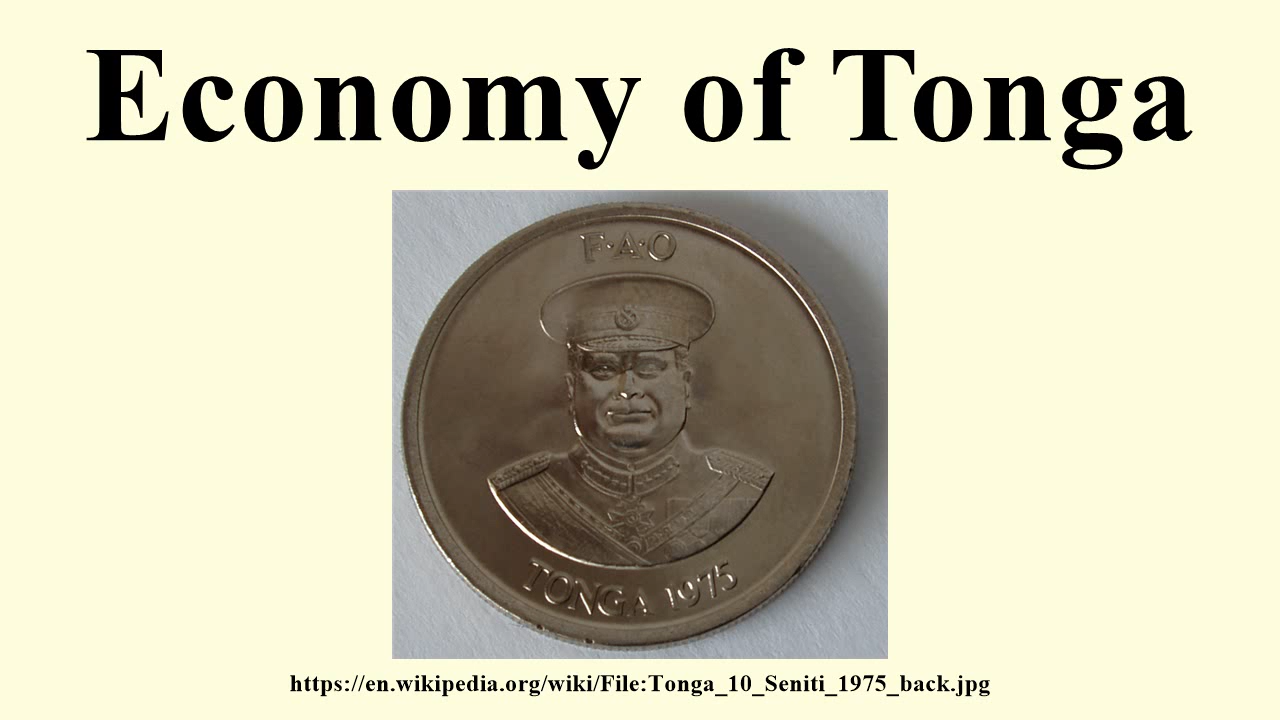 Economy of Tonga
F·A·O
TONGA 1975
https://en.wikipedia.org/wiki/File:Tonga_10_Seniti_1975_back.jpg